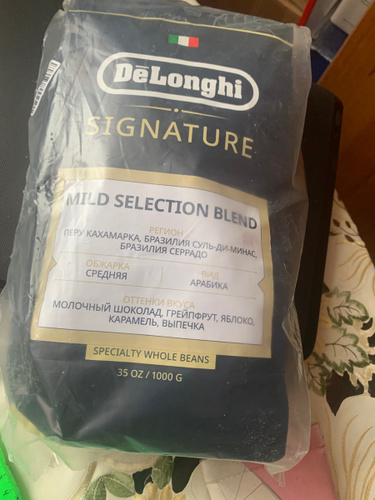 DeLonghi
SIGNATURE
MILD SELECTION BLEND
РЕГИОН
ПЕРУ КАХАМАРКА, БРАЗИЛИЯ СУЛЬ-ДИ-МИНАС,
БРАЗИЛИЯ СЕРРАДО
ОБЖАРКА
СРЕДНЯЯ
ВИД
АРАБИКА
ОТТЕНКИ ВКУСА
МОЛОЧНЫЙ ШОКОЛАД, ГРЕЙПФРУТ, ЯБЛОКО,
КАРАМЕЛЬ, ВЫПЕЧКА
SPECIALTY WHOLE BEANS
35 OZ / 1000 G